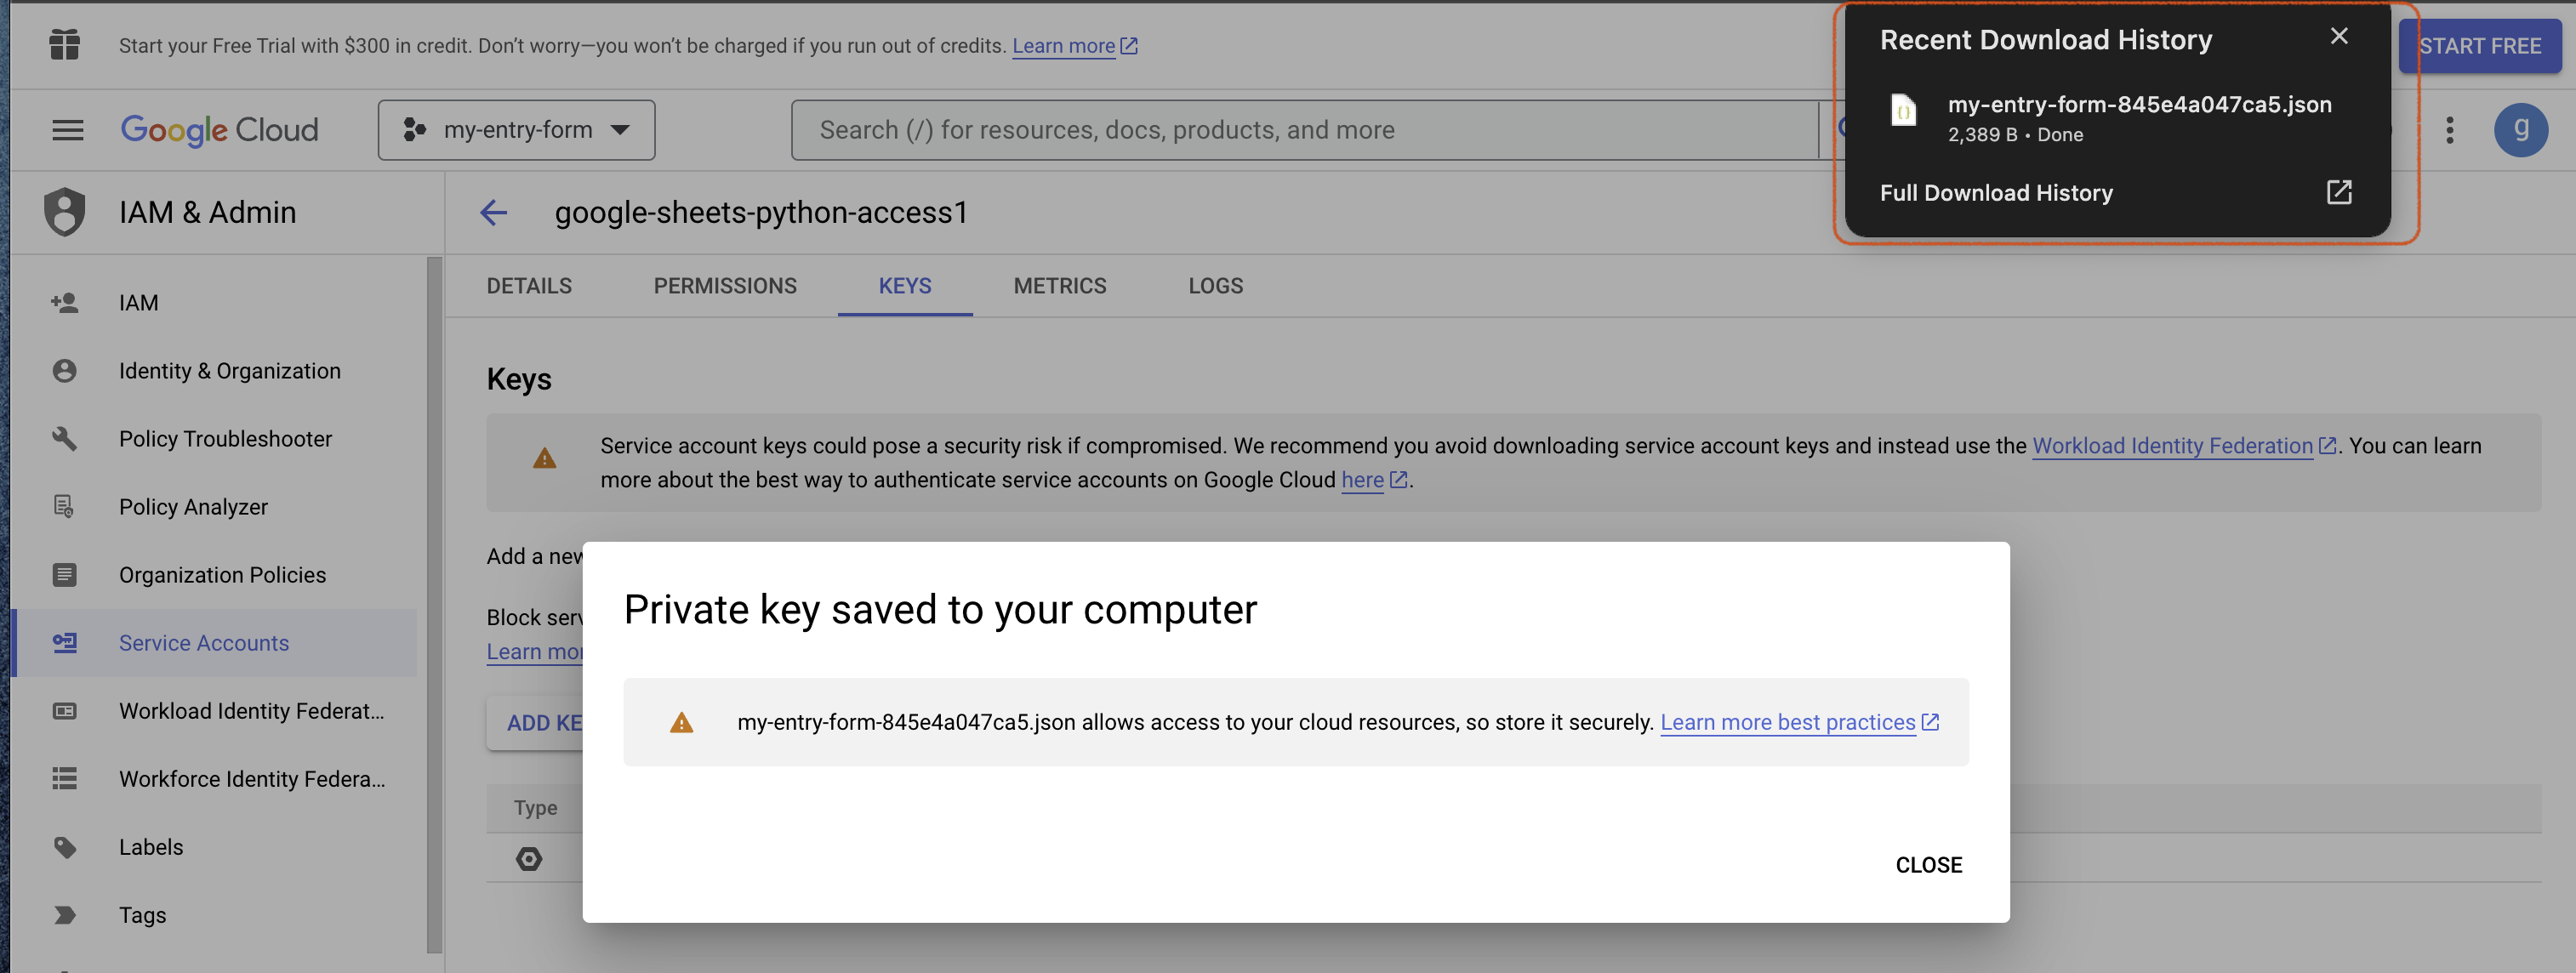 Start your Free Trial with $300 in credit. Don't worry—you won't be charged if you run out of credits. Learn more
START FREE
Recent Download History
my-entry-form-845e4a047ca5.json
2,389 B • Done
Full Download History
Google Cloud
my-entry-form
Search (/) for resources, docs, products, and more
g
IAM & Admin
google-sheets-python-access1
DETAILS
PERMISSIONS
KEYS
METRICS
LOGS
IAM
Identity & Organization
Policy Troubleshooter
Policy Analyzer
Organization Policies
Service Accounts
Workload Identity Federat...
Workforce Identity Federa...
Labels
Tags
Keys
Service account keys could pose a security risk if compromised. We recommend you avoid downloading service account keys and instead use the Workload Identity Federation. You can learn
more about the best way to authenticate service accounts on Google Cloud here.
Add a new
Block
Learn
ADD
Type
Private key saved to your computer
my-entry-form-845e4a047ca5.json allows access to your cloud resources, so store it securely. Learn more best practices
CLOSE